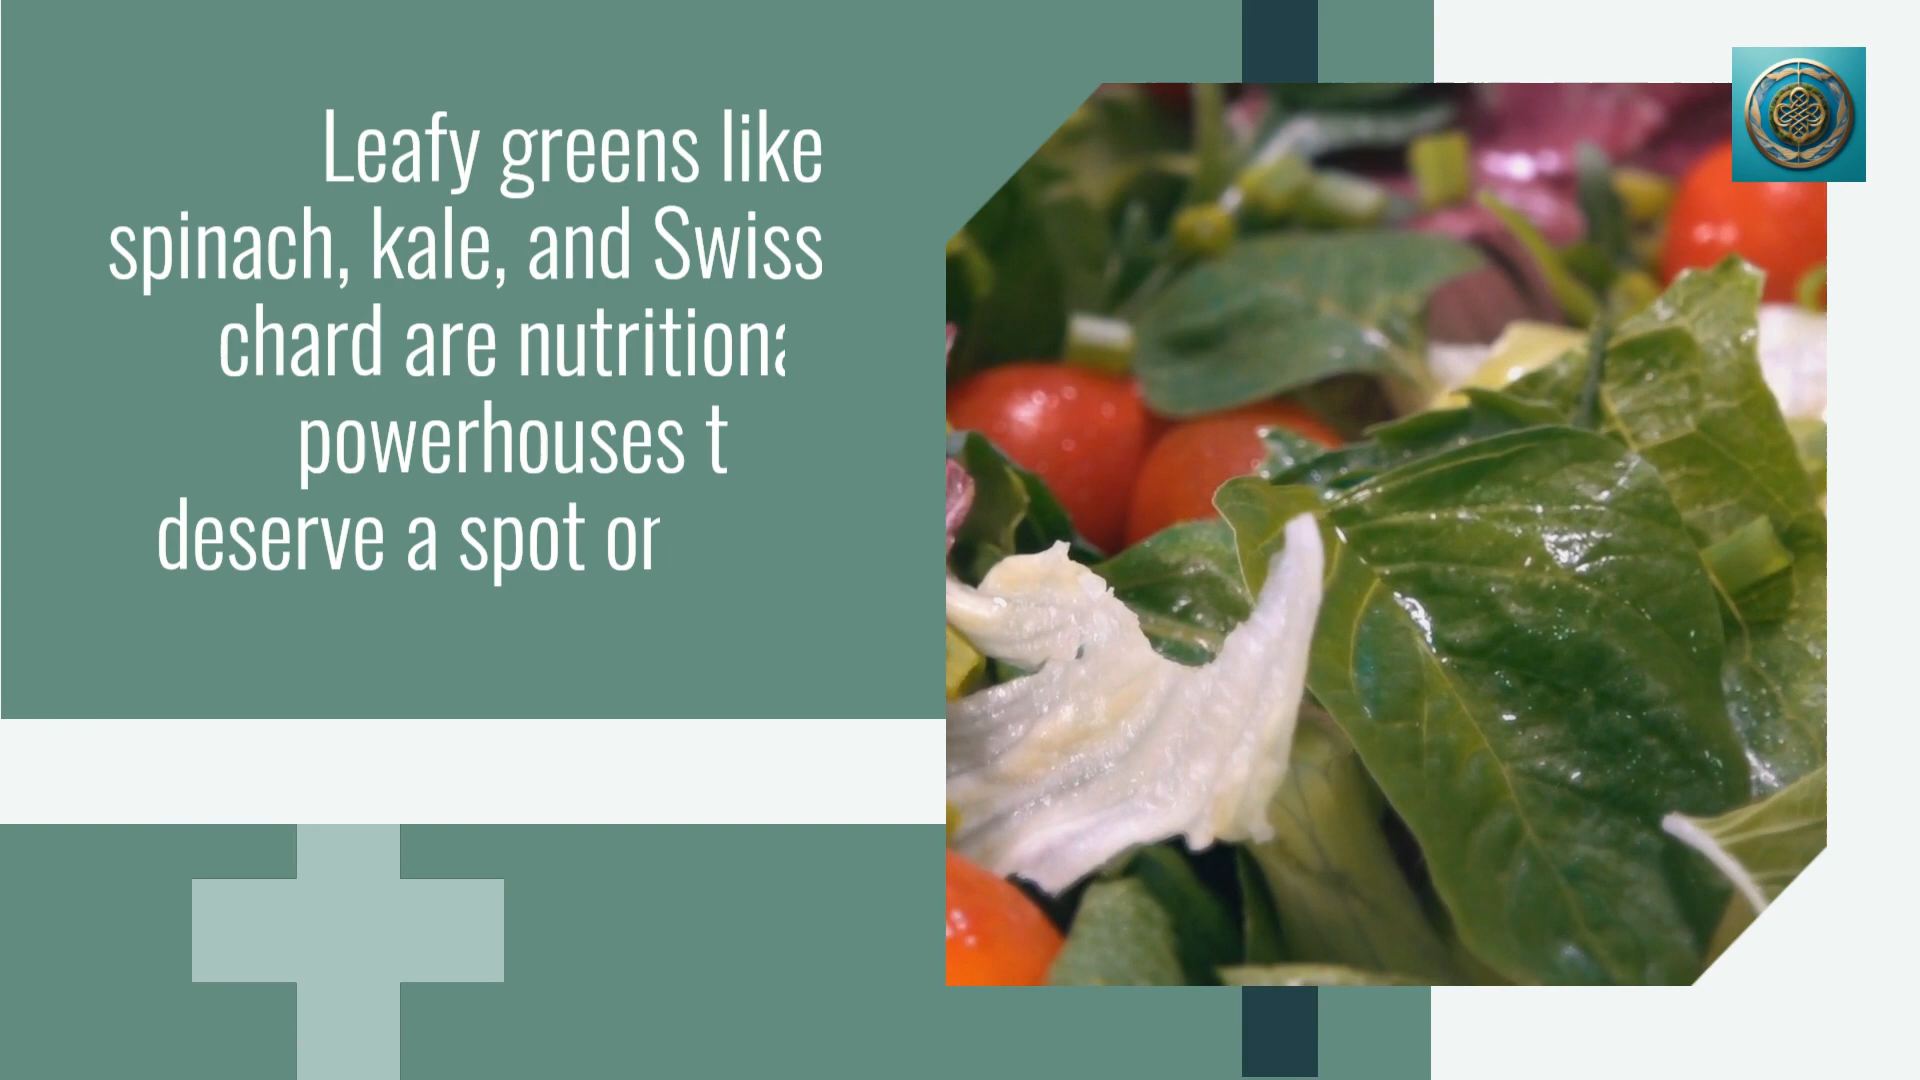 Leafy greens like
spinach, kale, and Swiss
chard are nutritiona
powerhouses t
deserve a spot or